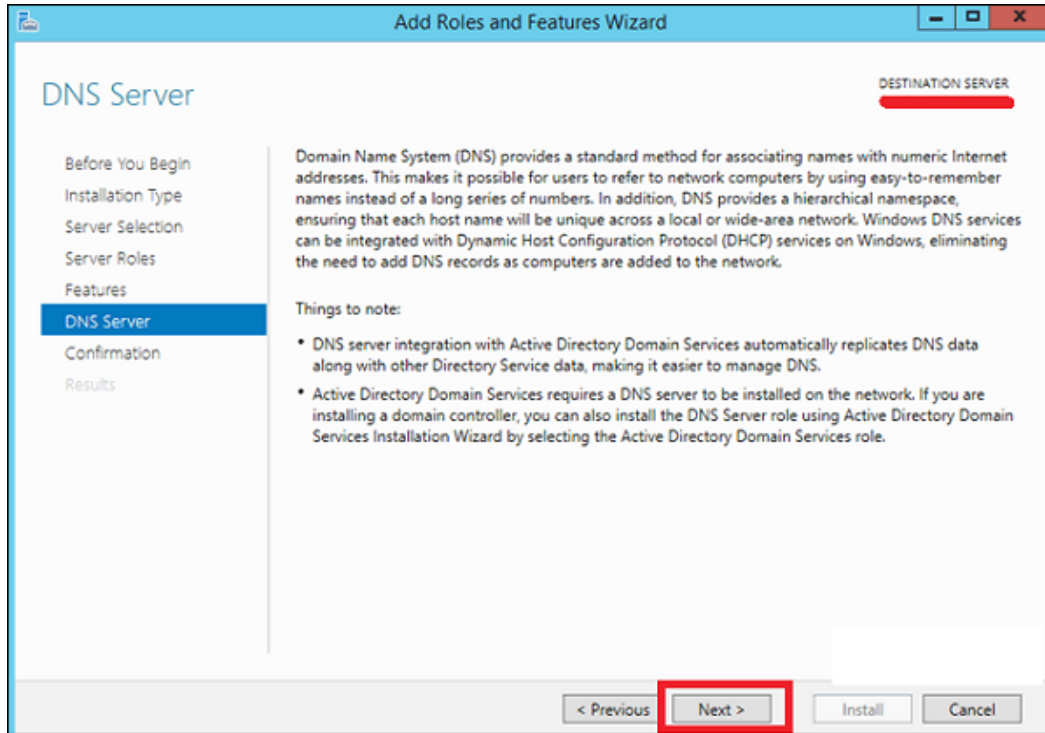 Add Roles and Features Wizard
DNS Server
DESTINATION SERVER
Before You Begin
Installation Type
Server Selection
Server Roles
Features
DNS Server
Confirmation
Results
Domain Name System (DNS) provides a standard method for associating names with numeric Internet
addresses. This makes it possible for users to refer to network computers by using easy-to-remember
names instead of a long series of numbers. In addition, DNS provides a hierarchical namespace,
ensuring that each host name will be unique across a local or wide-area network. Windows DNS services
can be integrated with Dynamic Host Configuration Protocol (DHCP) services on Windows, eliminating
the need to add DNS records as computers are added to the network.
Things to note:
• DNS server integration with Active Directory Domain Services automatically replicates DNS data
along with other Directory Service data, making it easier to manage DNS.
• Active Directory Domain Services requires a DNS server to be installed on the network. If you are
installing a domain controller, you can also install the DNS Server role using Active Directory Domain
Services Installation Wizard by selecting the Active Directory Domain Services role.
< Previous Next > Install Cancel